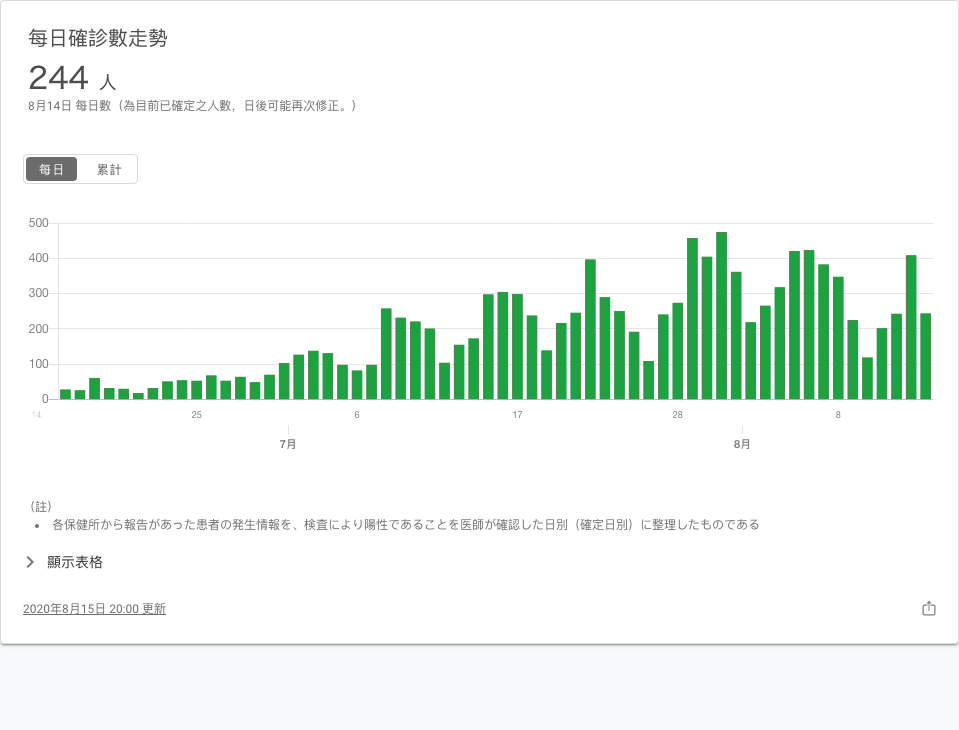 每日確診數走勢
244 人
8月14日 每日數（為目前已確定之人數，日後可能再次修正。）
每日 累計
500
400
300
200
100
0
14 25 6 17 28 8
7月 8月
（註）
• 各保健所から報告があった患者の発生情報を、検査により陽性であることを医師が確認した日別（確定日別）に整理したものである
顯示表格
2020年8月15日 20:00 更新